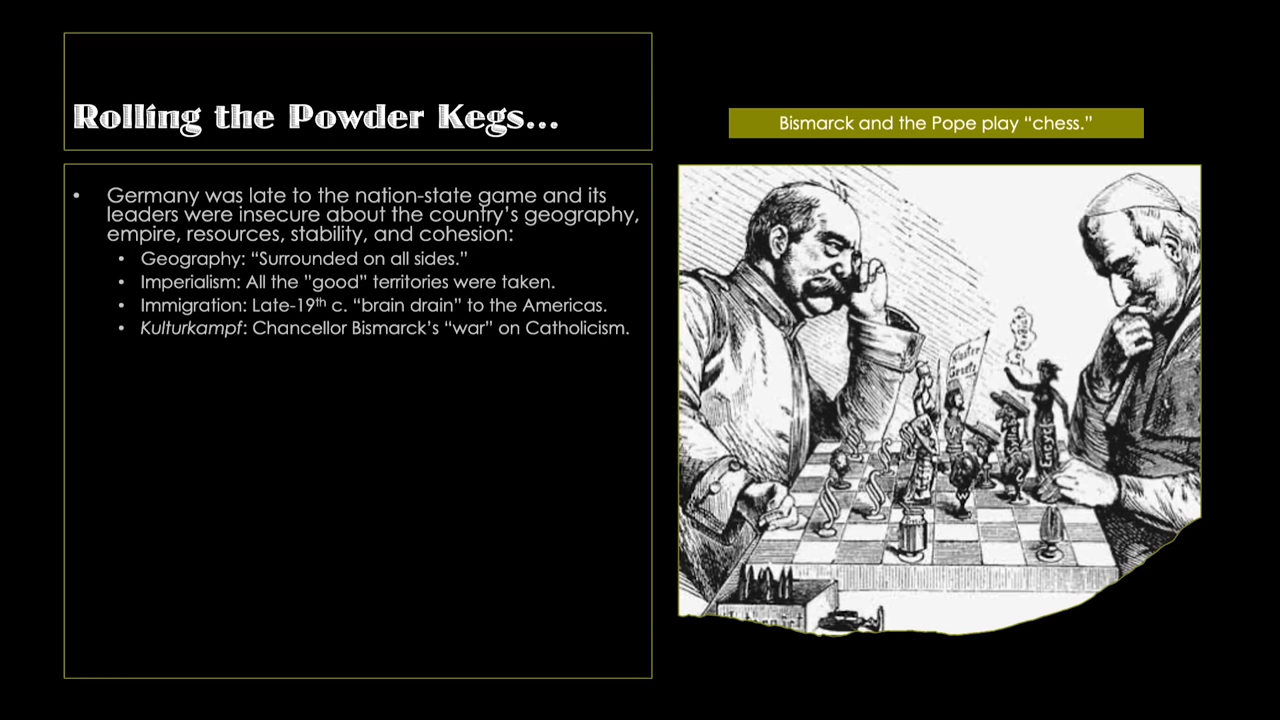 Rolling the Powder Kegs…
Bismarck and the Pope play “chess.”
• Germany was late to the nation-state game and its
leaders were insecure about the country’s geography,
empire, resources, stability, and cohesion:
• Geography: “Surrounded on all sides.”
• Imperialism: All the ”good” territories were taken.
• Immigration: Late-19th c. “brain drain” to the Americas.
• Kulturkampf: Chancellor Bismarck’s “war” on Catholicism.